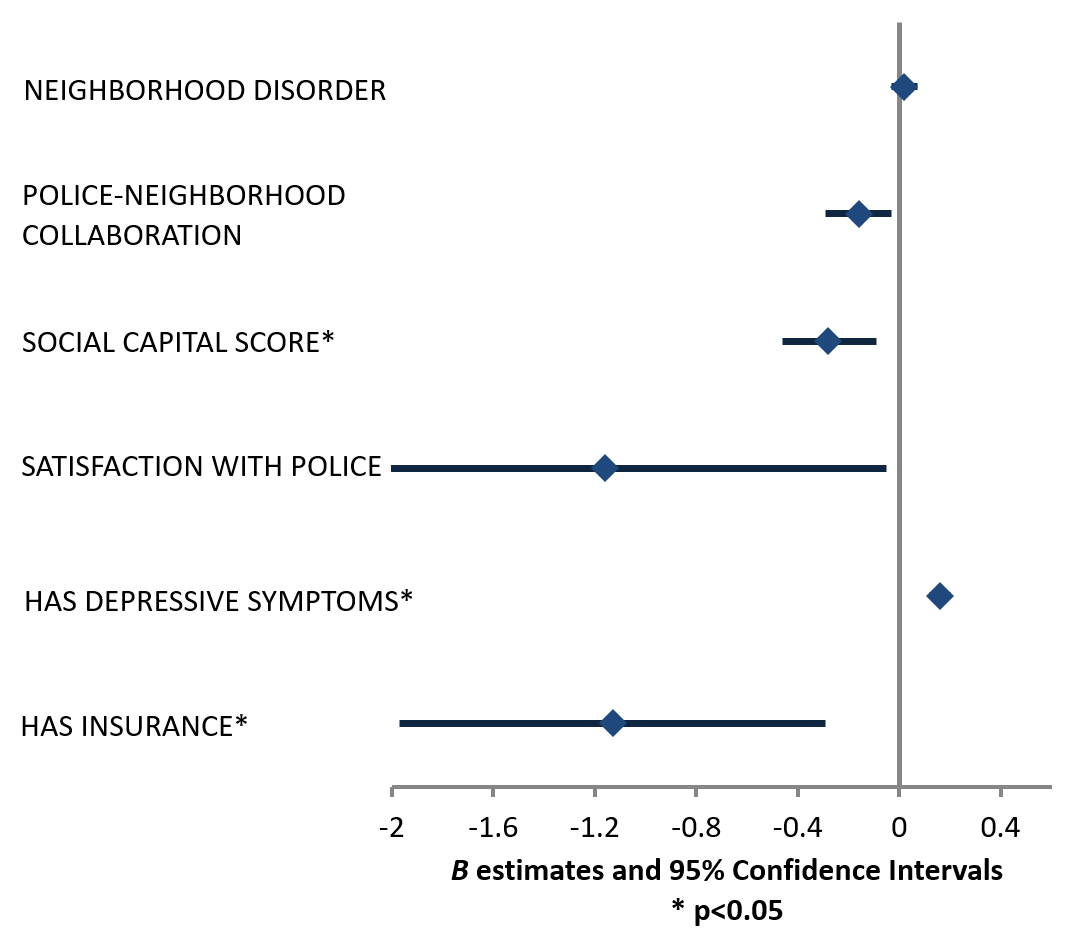 NEIGHBORHOOD DISORDER
POLICE-NEIGHBORHOOD
COLLABORATION
SOCIAL CAPITAL SCORE*
SATISFACTION WITH POLICE
HAS DEPRESSIVE SYMPTOMS*
HAS INSURANCE*
-2 -1.6 -1.2 -0.8 -0.4 0 0.4
B estimates and 95% Confidence Intervals
* p<0.05